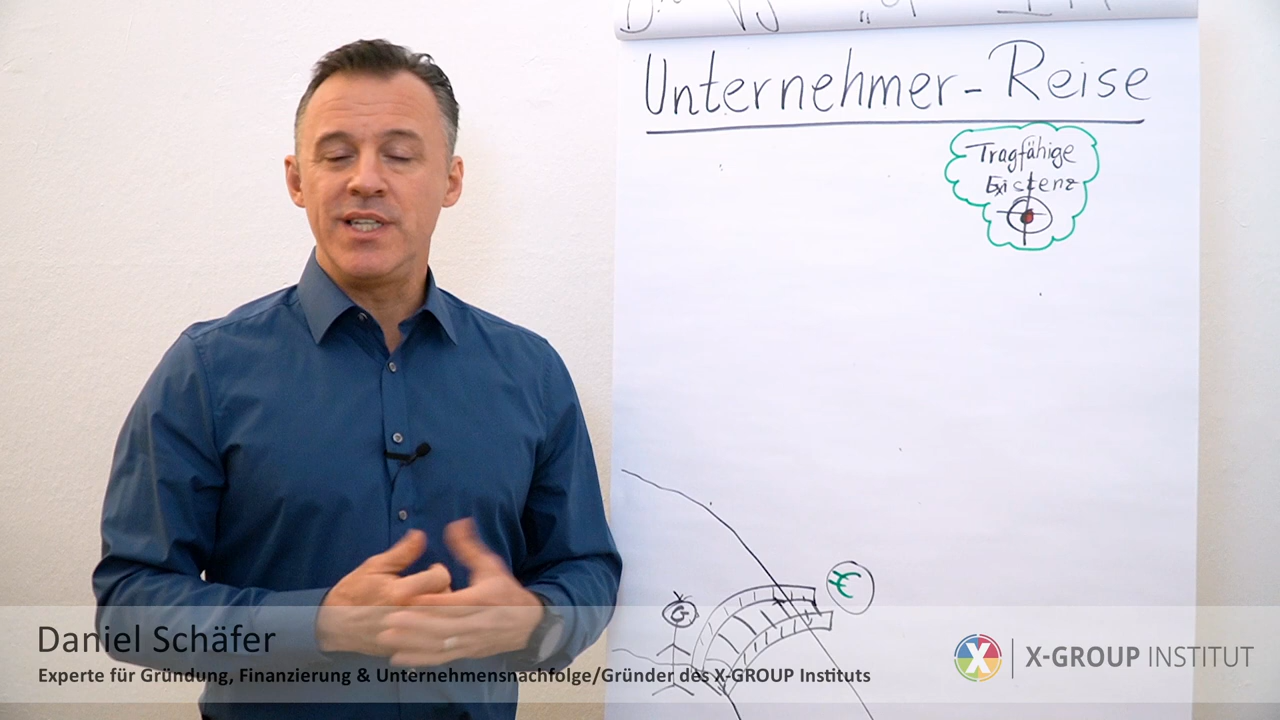 Unternehmer-Reise
Tragfähige
Existenz
€
G
Daniel Schäfer
Experte für Gründung, Finanzierung & Unternehmensnachfolge/Gründer des X-GROUP Instituts
X
X-GROUP INSTITUT